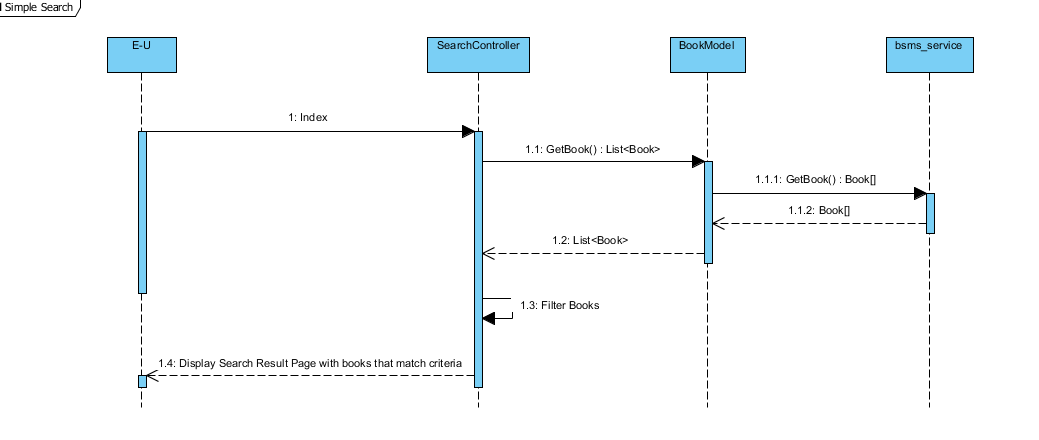 Simple Search
E-U
SearchController
BookModel
bsms_service
1: Index
1.1: GetBook() : List<Book>
1.1.1: GetBook() : Book[]
1.1.2: Book[]
1.2: List<Book>
1.3: Filter Books
1.4: Display Search Result Page with books that match criteria